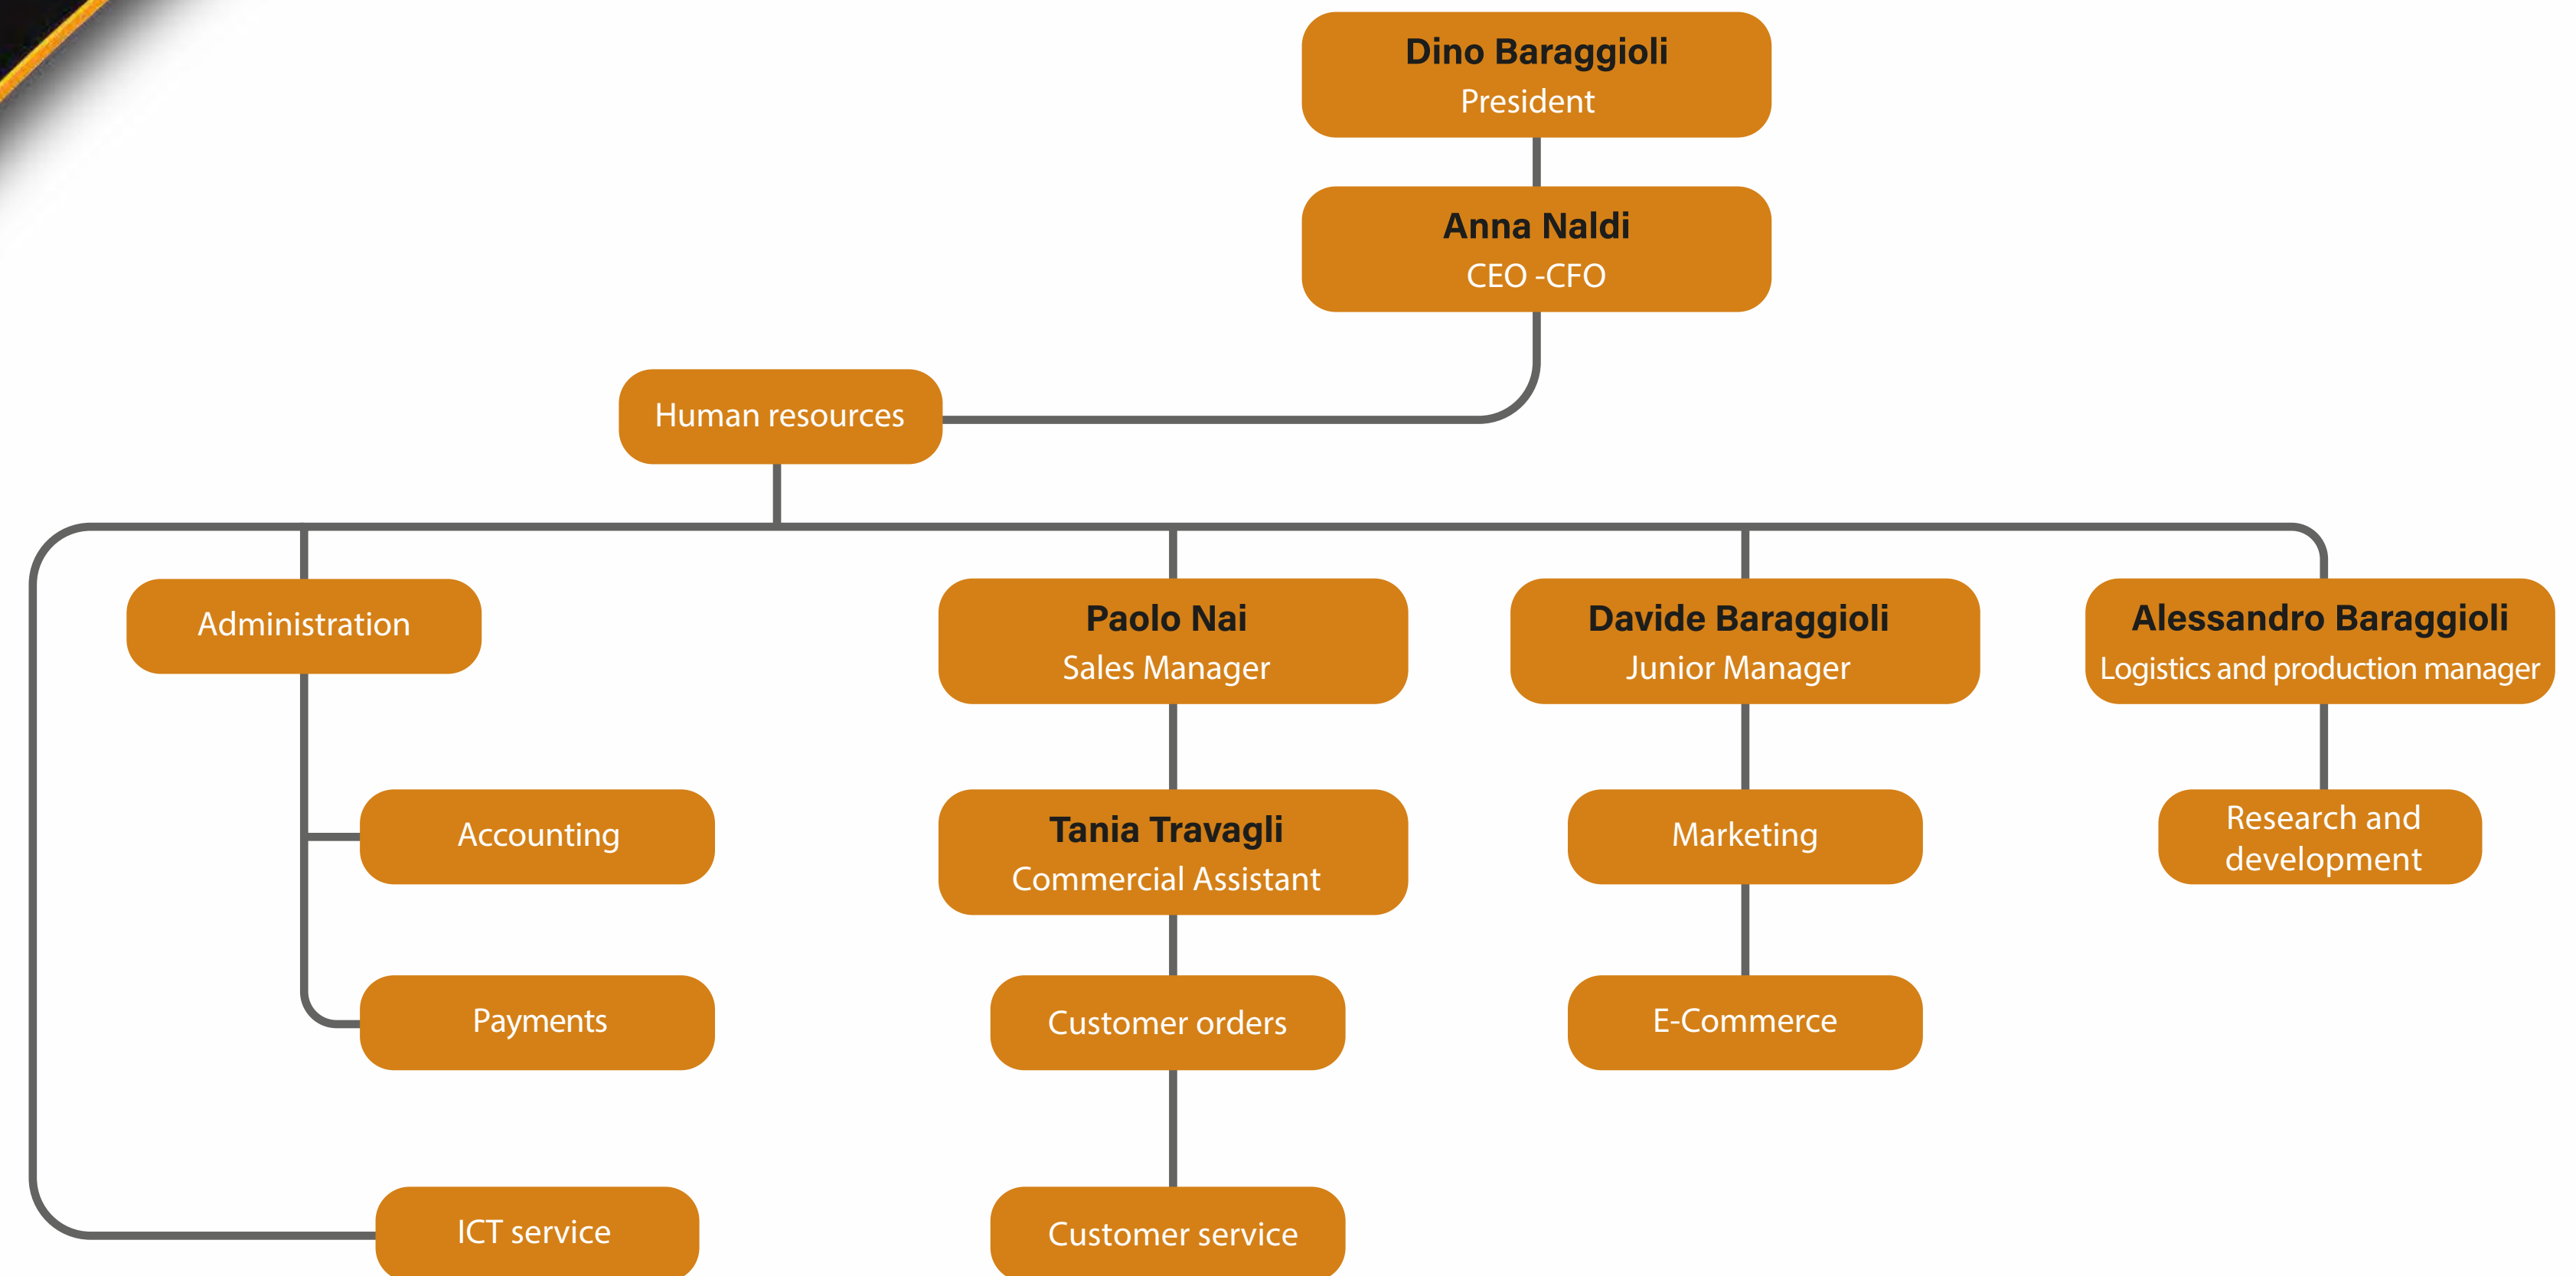 Dino Baraggioli
President
Anna Naldi
CEO -CFO
Human resources
Administration
Paolo Nai
Sales Manager
Davide Baraggioli
Junior Manager
Alessandro Baraggioli
Logistics and production manager
Accounting
Tania Travagli
Commercial Assistant
Marketing
Research and
development
Payments
Customer orders
E-Commerce
ICT service
Customer service